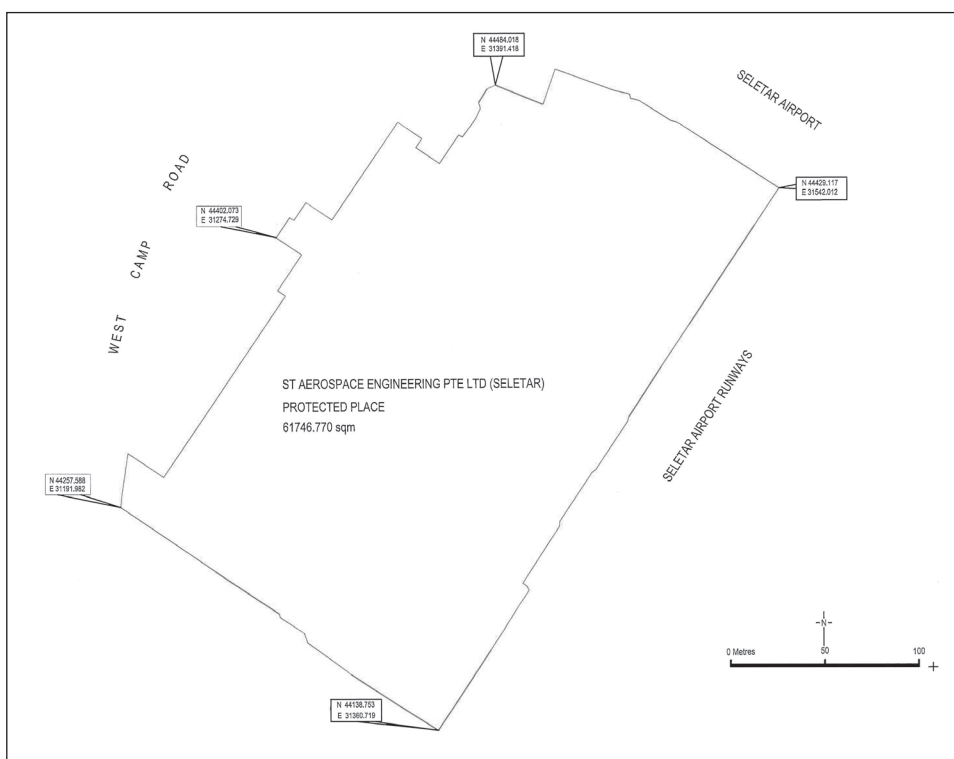 N 44484.018
E 31391.418
SELETAR AIRPORT
N 44429.117
E 31542.012
N 44402.073
E 31274.729
WEST CAMP ROAD
ST AEROSPACE ENGINEERING PTE LTD (SELETAR)
PROTECTED PLACE
61746.770 sqm
SELETAR AIRPORT RUNWAYS
N 44257.588
E 31191.982
-N-
0 Metres 50 100
N 44138.753
E 31360.719